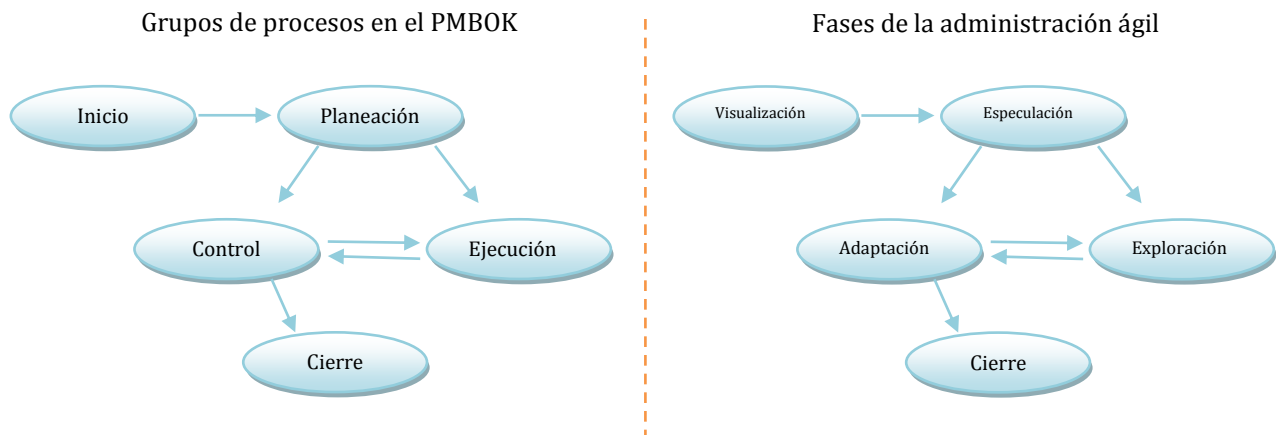 Grupos de procesos en el PMBOK
Inicio
Planeación
Control
Ejecución
Cierre
Fases de la administración ágil
Visualización
Especulación
Adaptación
Exploración
Cierre